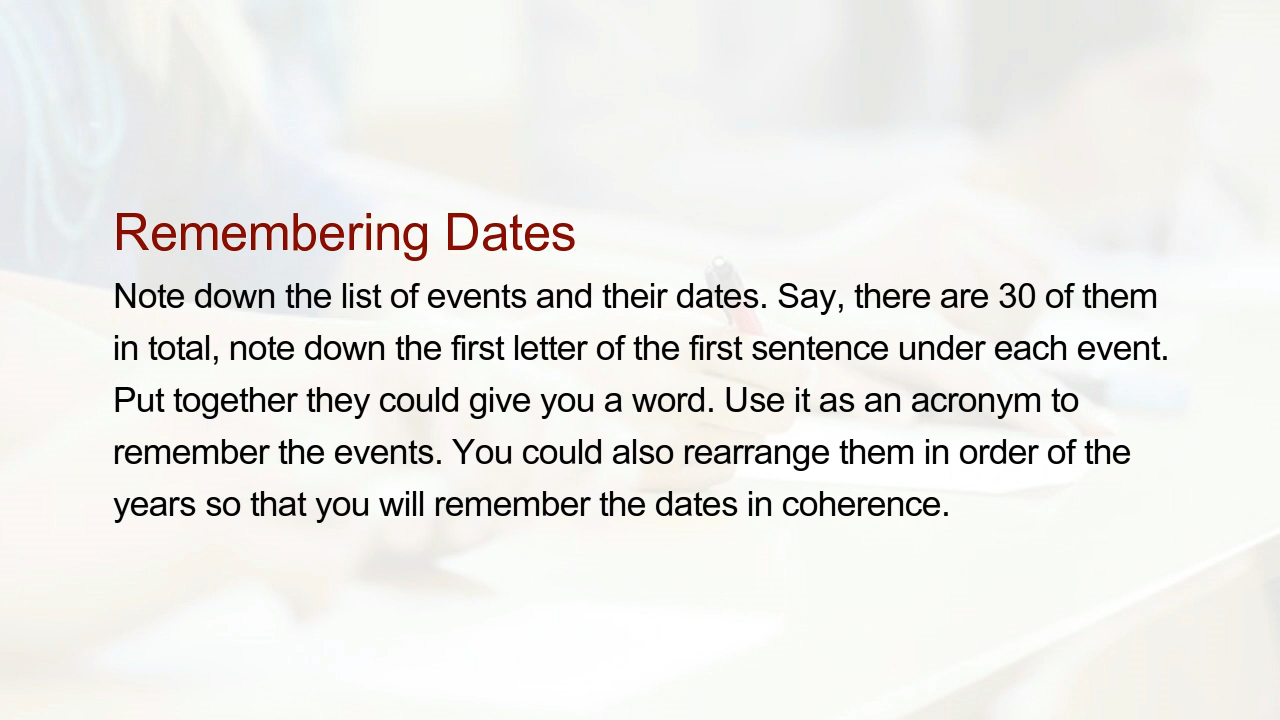 Remembering Dates
Note down the list of events and their dates. Say, there are 30 of them
in total, note down the first letter of the first sentence under each event.
Put together they could give you a word. Use it as an acronym to
remember the events. You could also rearrange them in order of the
years so that you will remember the dates in coherence.